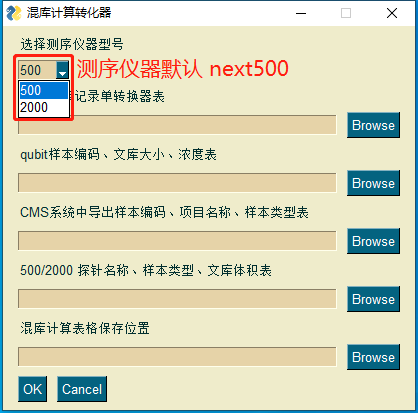 混库计算转化器
选择测序仪器型号
500 测序仪器默认 next500
500
2000
记录单转换器表
Browse
qubit样本编码、文库大小、浓度表
Browse
CMS系统中导出样本编码、项目名称、样本类型表
Browse
500/2000 探针名称、样本类型、文库体积表
Browse
混库计算表格保存位置
Browse
OK Cancel